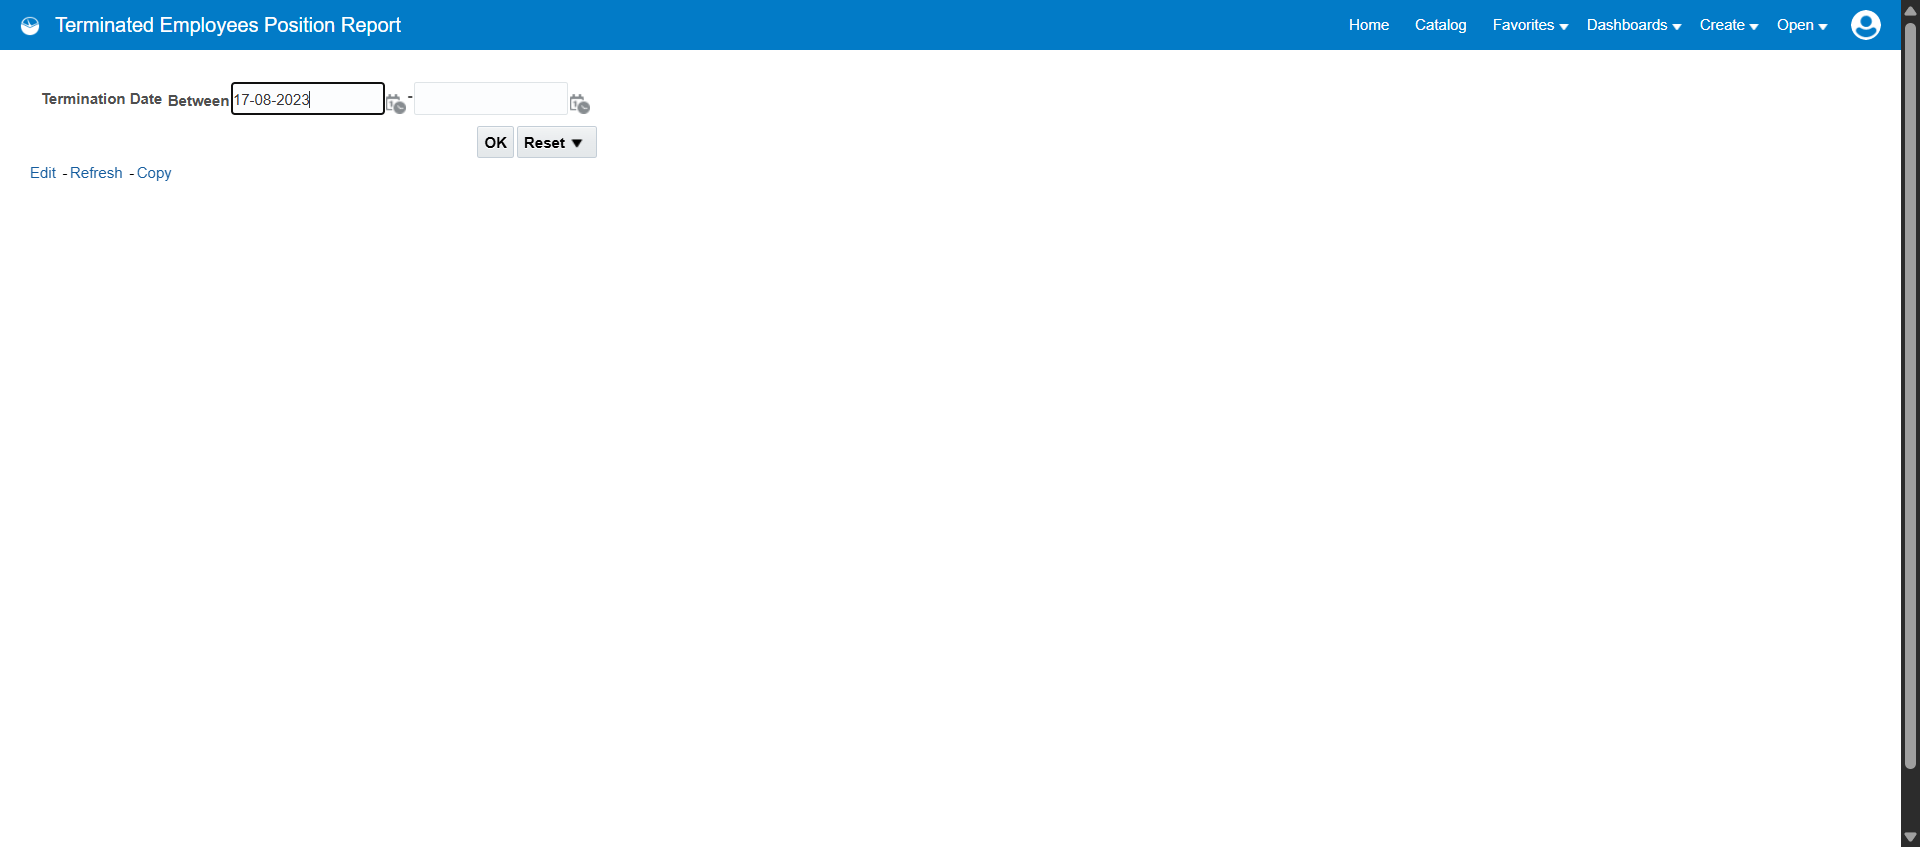 Terminated Employees Position Report Home Catalog Favorites Dashboards Create Open
Termination Date Between 17-08-2023 -
OK Reset
Edit - Refresh - Copy